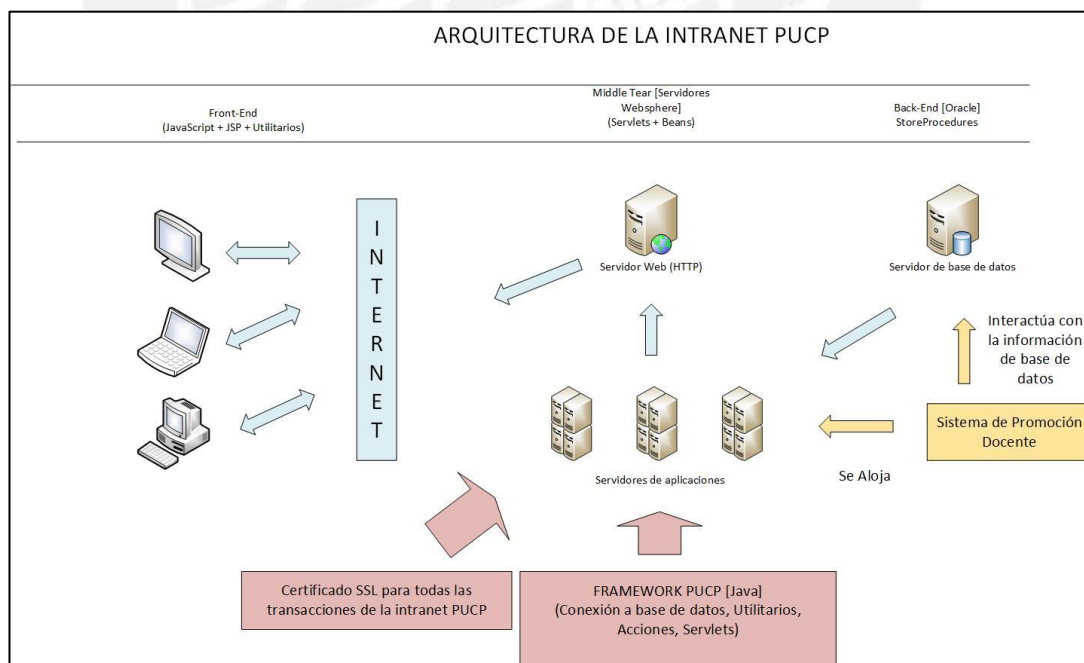 ARQUITECTURA DE LA INTRANET PUCP
Front-End
(JavaScript + JSP + Utilitarios)
Middle Tear [Servidores
Websphere]
(Servlets + Beans)
Back-End [Oracle]
StoreProcedures
I
N
T
E
R
N
E
T
Servidor Web (HTTP)
Servidor de base de datos
Interactúa con
la información
de base de
datos
Sistema de Promoción
Docente
Se Aloja
Servidores de aplicaciones
Certificado SSL para todas las
transacciones de la intranet PUCP
FRAMEWORK PUCP [Java]
(Conexión a base de datos, Utilitarios,
Acciones, Servlets)